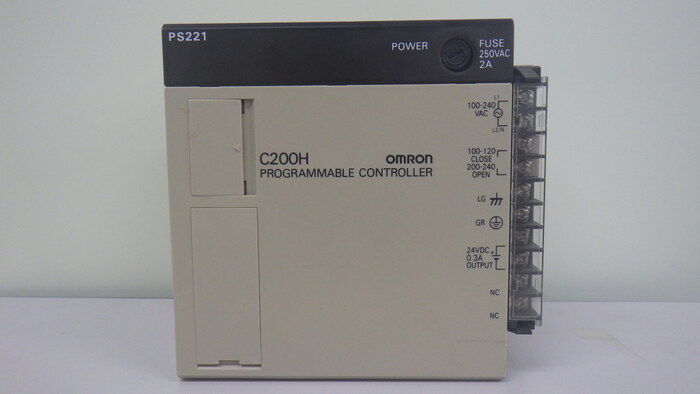 PS221
POWER
FUSE
250VAC
2A
L1
100-240
VAC
L2/N
C200H
OMRON
PROGRAMMABLE CONTROLLER
100-120
CLOSE
200-240
OPEN
LG
GR
24VDC
0.3A
OUTPUT
+
NC
NC